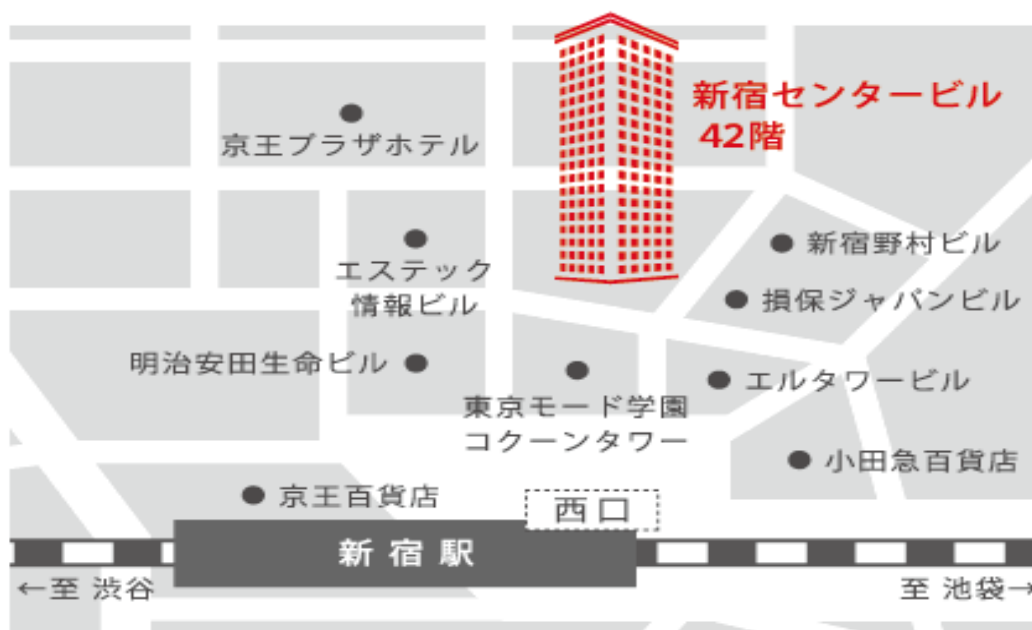 新宿センタービル
42階
京王プラザホテル
新宿野村ビル
エステック
情報ビル
損保ジャパンビル
明治安田生命ビル
エルタワービル
東京モード学園
コクーンタワー
小田急百貨店
京王百貨店
西口
新宿駅
←至 渋谷
至 池袋→